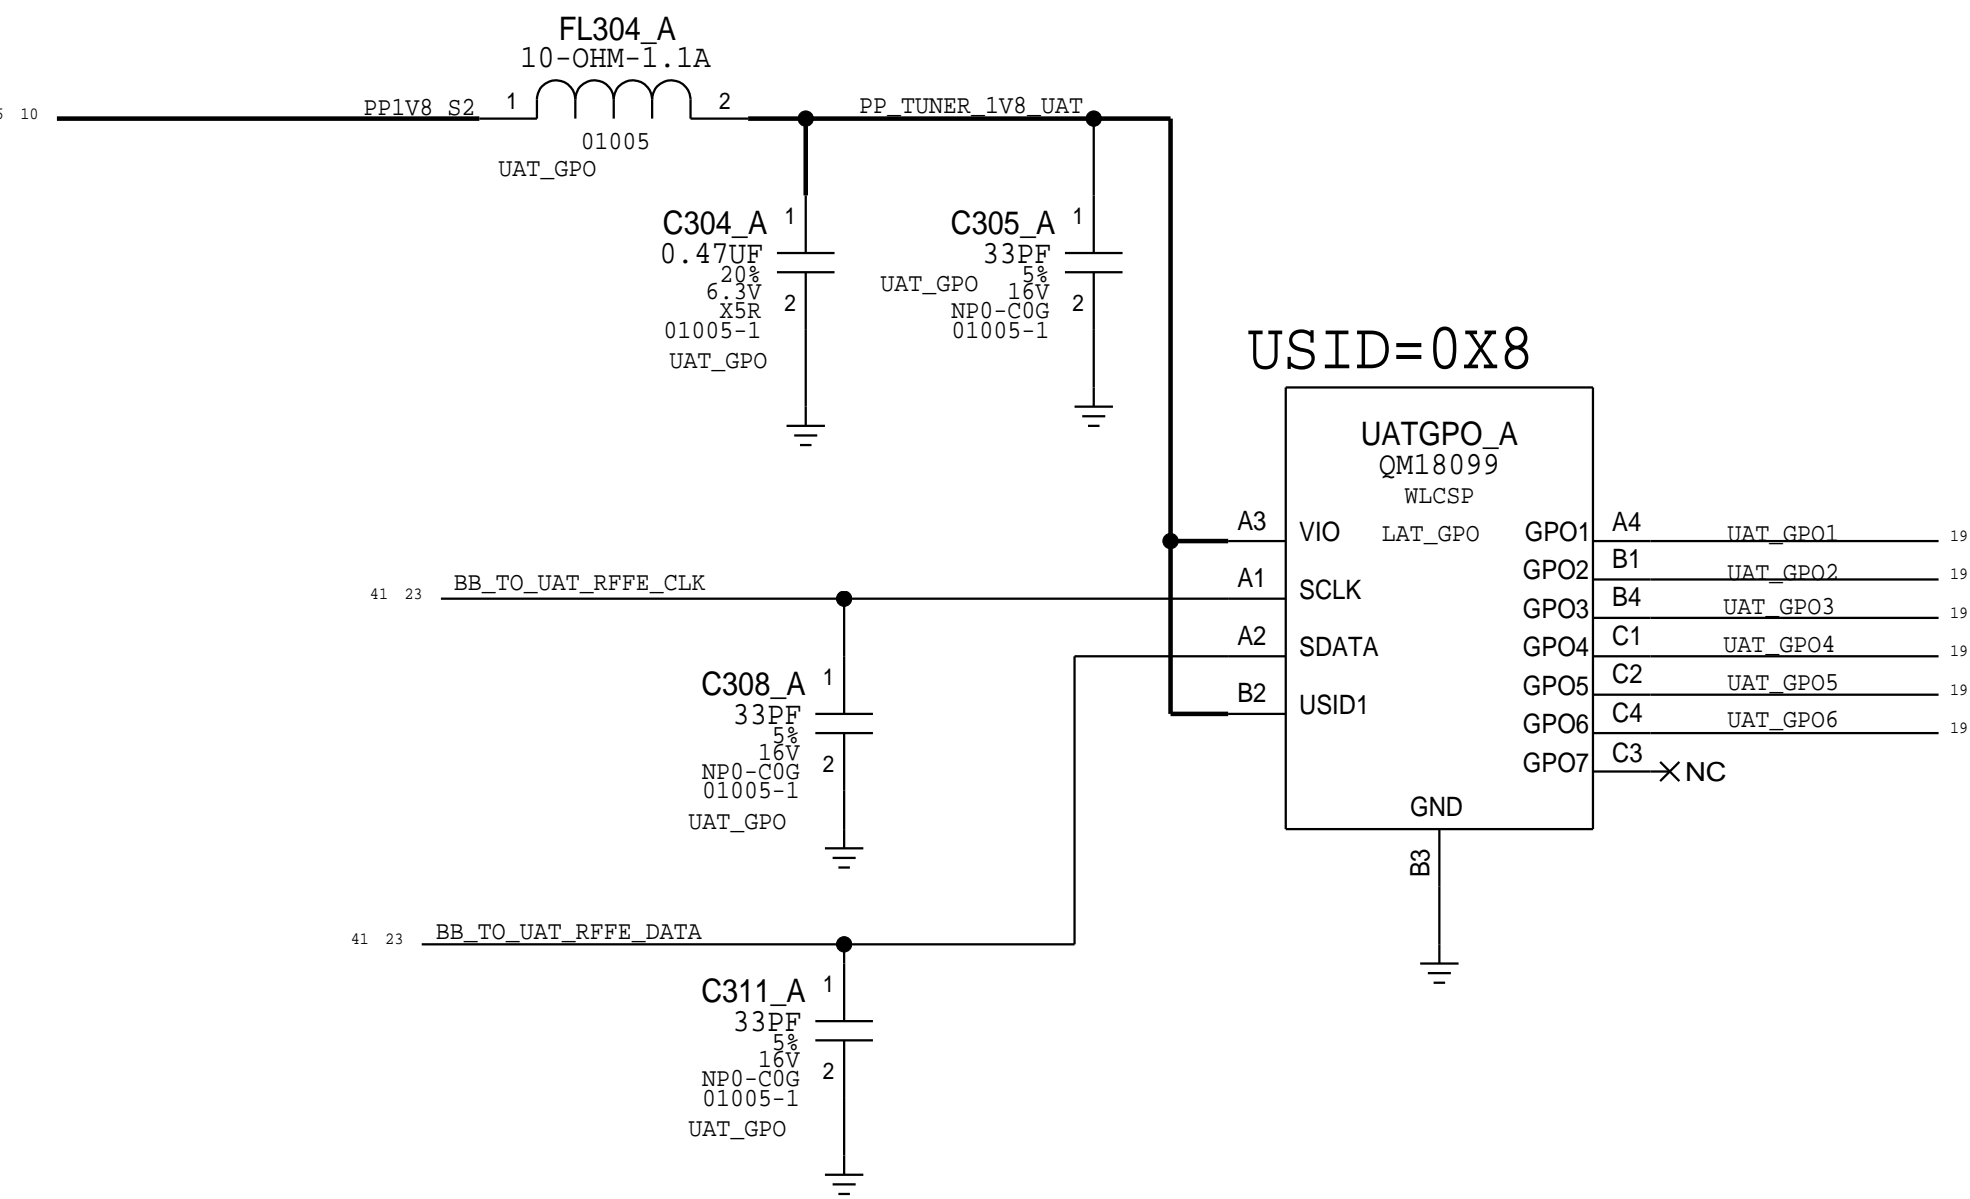 FL304_A
10-OHM-1.1A
10
PP1V8_S2
1
2
PP_TUNER_1V8_UAT
01005
UAT_GPO
C304_A
1
0.47UF
20%
6.3V
X5R
2
01005-1
UAT_GPO
C305_A
1
33PF
5%
UAT_GPO
16V
2
NP0-C0G
01005-1
USID=0X8
UATGPO_A
QM18099
WLCSP
LAT_GPO
A3 VIO
A1 SCLK
A2 SDATA
B2 USID1
GPO1 A4 UAT_GPO1 19
GPO2 B1 UAT_GPO2 19
GPO3 B4 UAT_GPO3 19
GPO4 C1 UAT_GPO4 19
GPO5 C2 UAT_GPO5 19
GPO6 C4 UAT_GPO6 19
GPO7 C3 NC
GND
B3
41 23 BB_TO_UAT_RFFE_CLK
C308_A
1
33PF
5%
16V
2
NP0-C0G
01005-1
UAT_GPO
41 23 BB_TO_UAT_RFFE_DATA
C311_A
1
33PF
5%
16V
2
NP0-C0G
01005-1
UAT_GPO